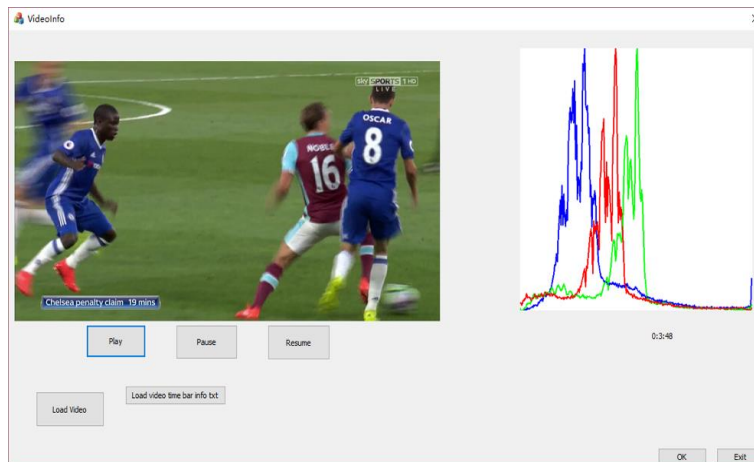 VideoInfo
sky SPORTS 1 HD
LIVE
OSCAR
8
NOBLE
16
Chelsea penalty claim 19 mins
Play
Pause
Resume
0:3:48
Load Video
Load video time bar info txt
OK
Exit